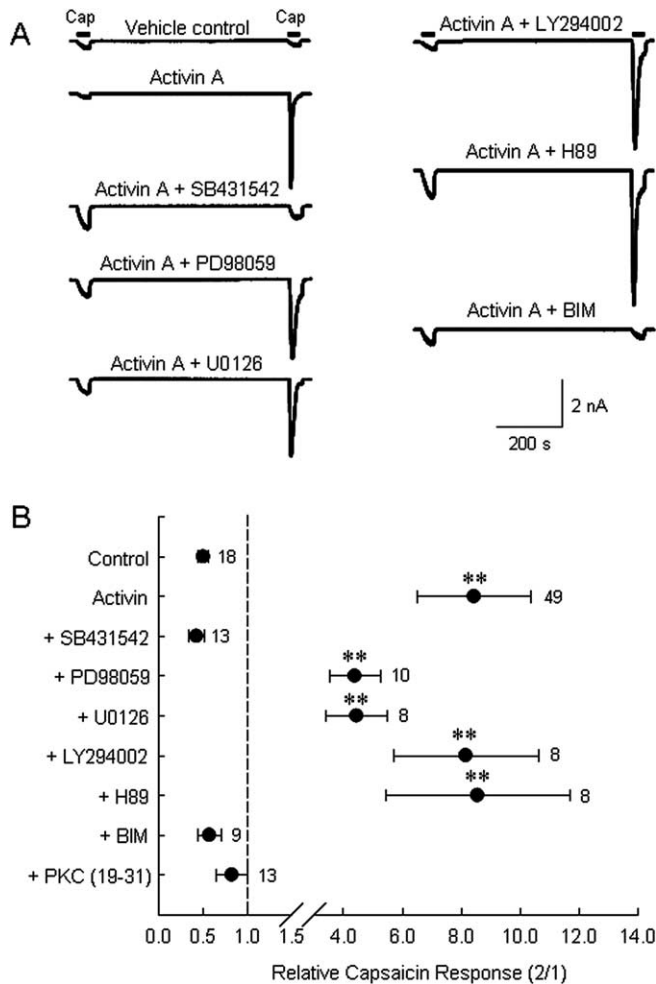 A
Cap
Cap
Vehicle control
Activin A
Activin A + SB431542
Activin A + PD98059
Activin A + U0126
Activin A + LY294002
Activin A + H89
Activin A + BIM
2 nA
200 s
B
Control
18
Activin
**
49
+ SB431542
13
+ PD98059
**
10
+ U0126
**
8
+ LY294002
**
8
+ H89
**
8
+ BIM
9
+ PKC (19-31)
13
0.0 0.5 1.0 1.5 4.0 6.0 8.0 10.0 12.0 14.0
Relative Capsaicin Response (2/1)